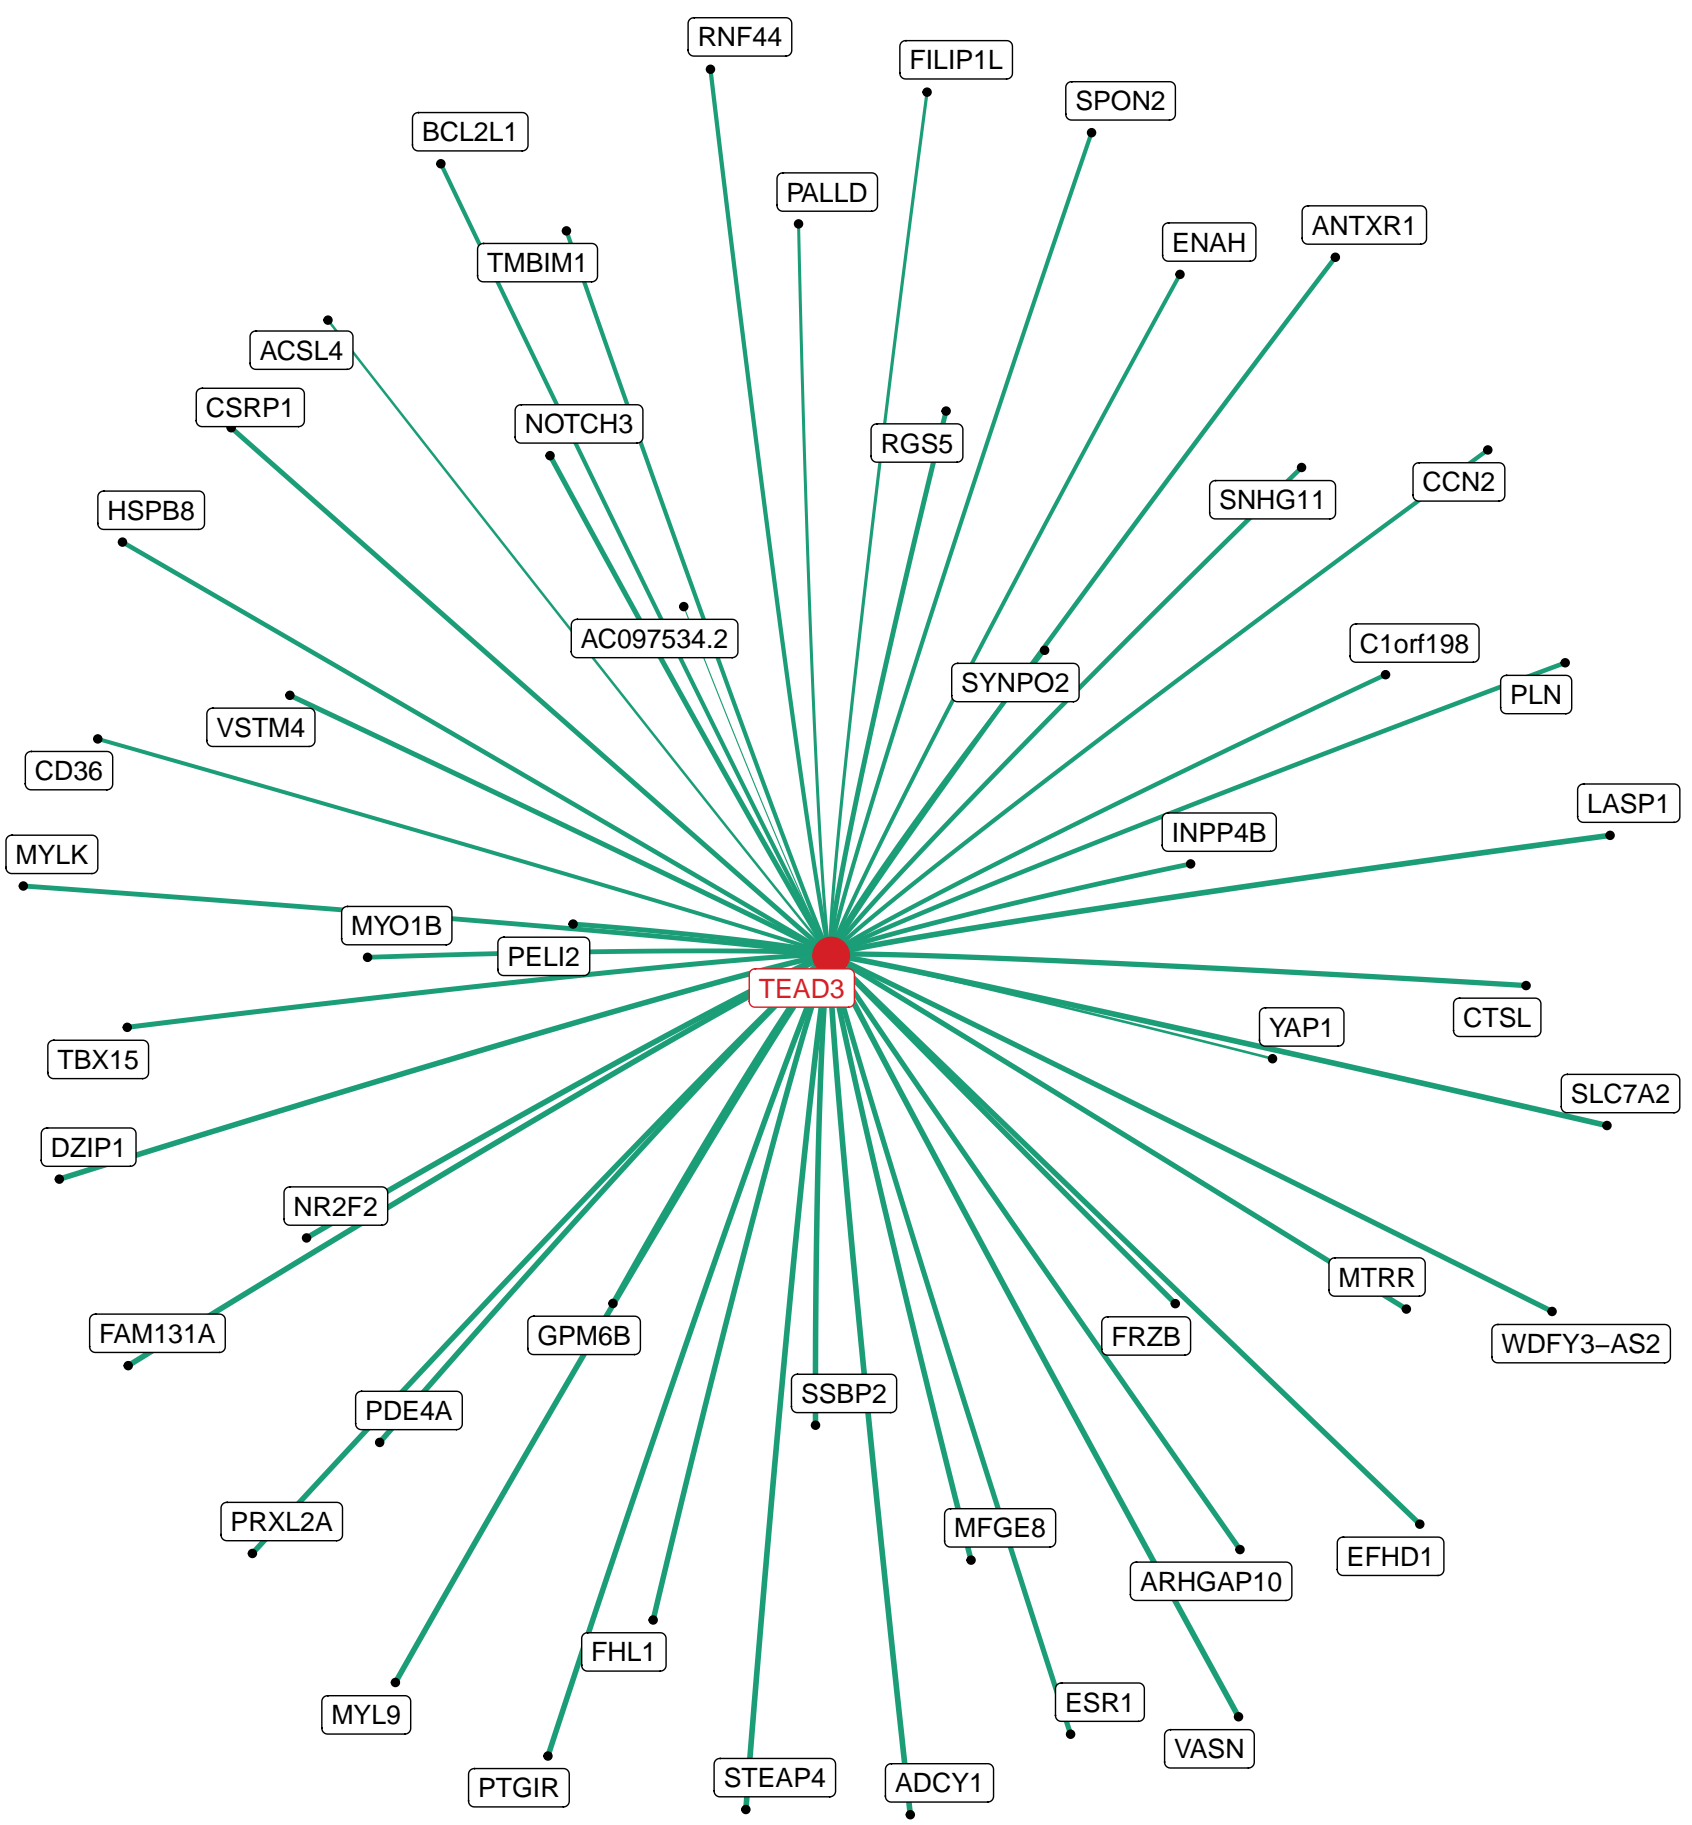 RNF44
FILIP1L
SPON2
BCL2L1
PALLD
ANTXR1
ENAH
TMBIM1
ACSL4
CSRP1
NOTCH3
RGS5
CCN2
SNHG11
HSPB8
AC097534.2
C1orf198
SYNPO2
PLN
VSTM4
CD36
LASP1
INPP4B
MYLK
MYO1B
PELI2
TEAD3
CTSL
YAP1
TBX15
SLC7A2
DZIP1
NR2F2
MTRR
FAM131A
GPM6B
FRZB
WDFY3−AS2
SSBP2
PDE4A
PRXL2A
MFGE8
EFHD1
ARHGAP10
FHL1
ESR1
MYL9
VASN
STEAP4
ADCY1
PTGIR